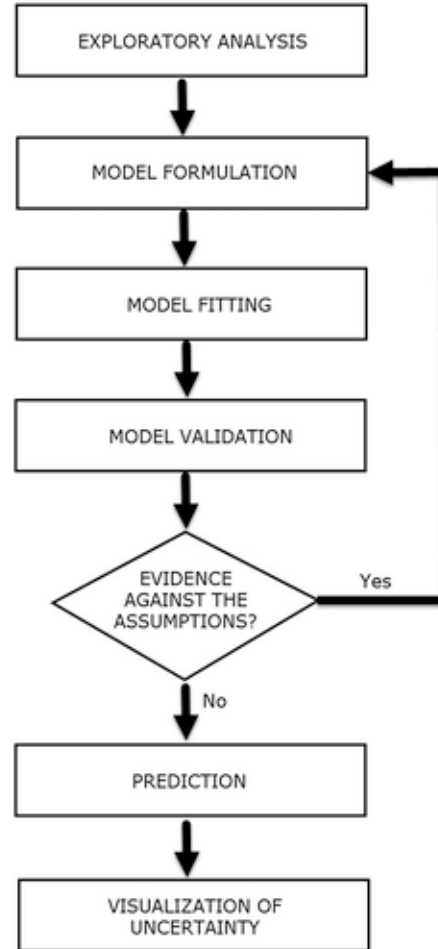 EXPLORATORY ANALYSIS
MODEL FORMULATION
MODEL FITTING
MODEL VALIDATION
EVIDENCE
AGAINST THE
ASSUMPTIONS?
Yes
No
PREDICTION
VISUALIZATION OF
UNCERTAINTY